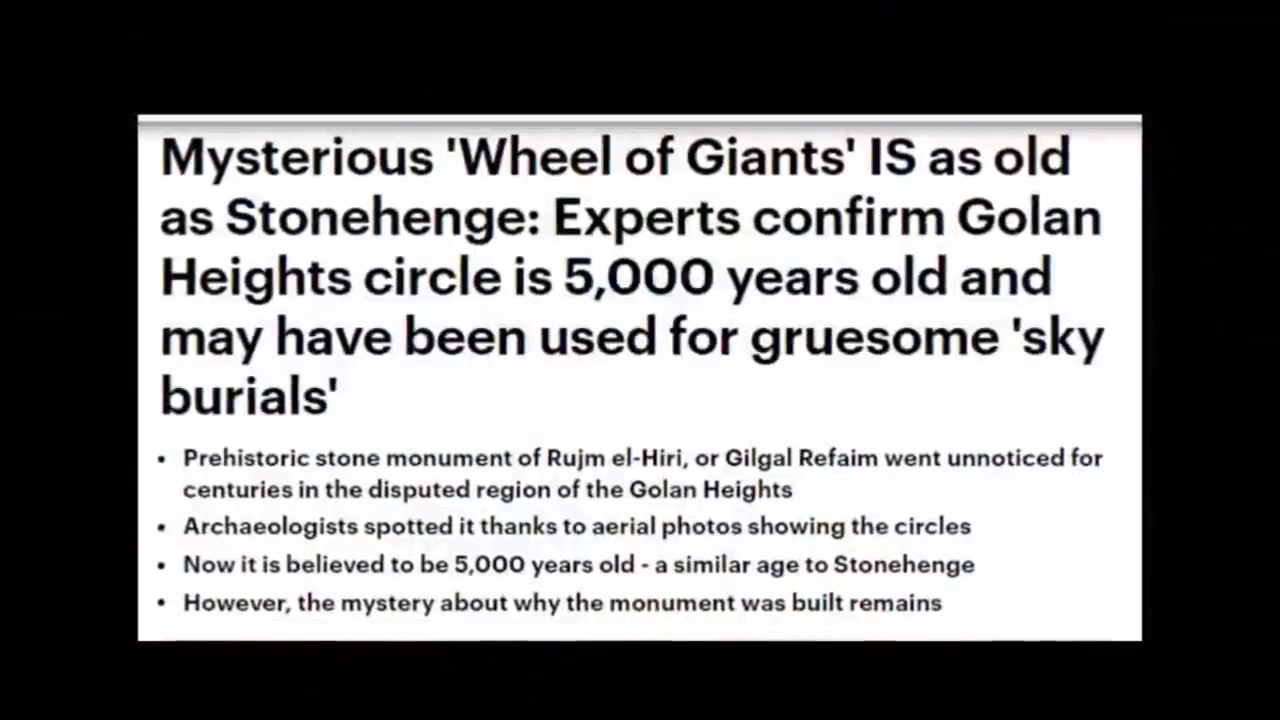 Mysterious 'Wheel of Giants' IS as old
as Stonehenge: Experts confirm Golan
Heights circle is 5,000 years old and
may have been used for gruesome 'sky
burials'
• Prehistoric stone monument of Rujm el-Hiri, or Gilgal Refaim went unnoticed for
centuries in the disputed region of the Golan Heights
• Archaeologists spotted it thanks to aerial photos showing the circles
• Now it is believed to be 5,000 years old - a similar age to Stonehenge
• However, the mystery about why the monument was built remains